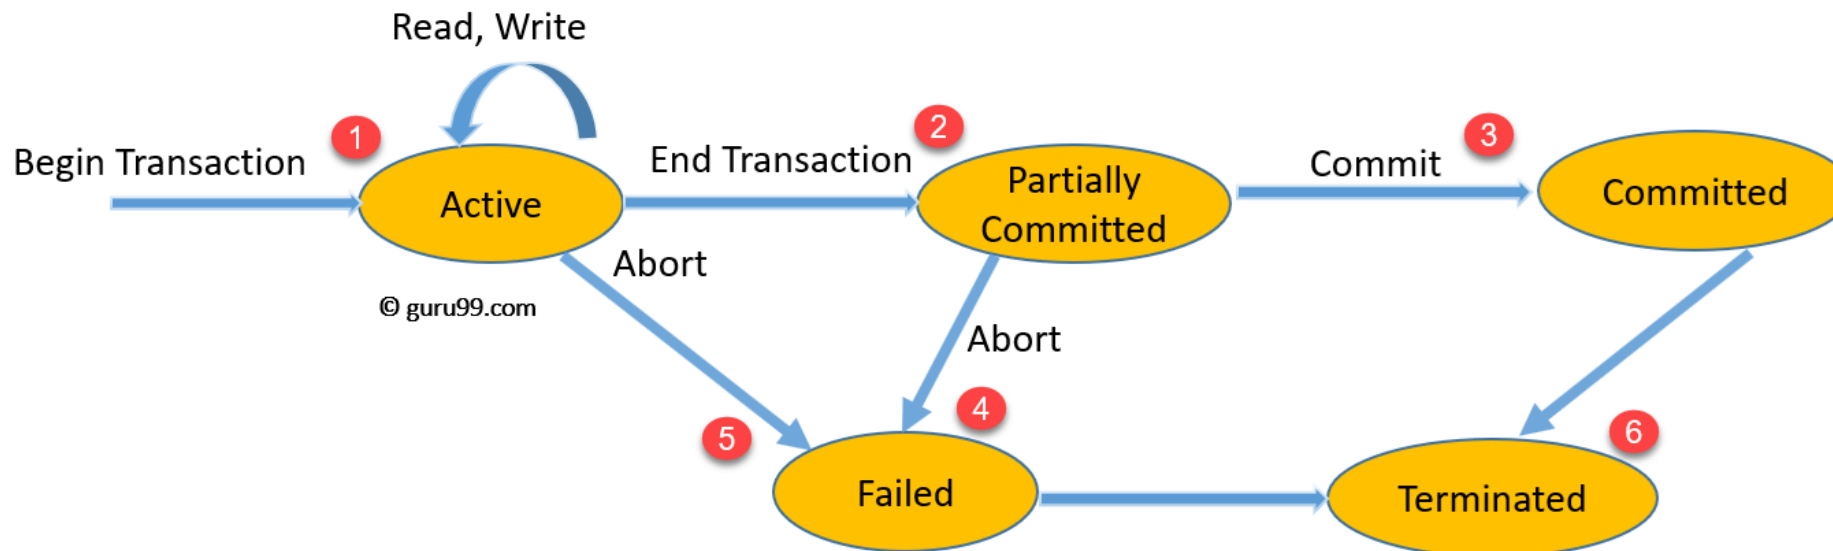 Read, Write
1
2
3
Begin Transaction
End Transaction
Commit
Active
Partially
Committed
Committed
Abort
© guru99.com
Abort
5
4
6
Failed
Terminated